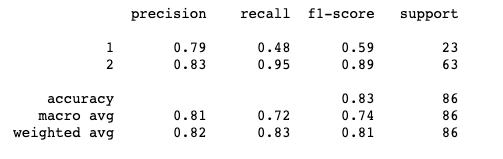 precision recall f1-score support
1 0.79 0.48 0.59 23
2 0.83 0.95 0.89 63
accuracy 0.83 86
macro avg 0.81 0.72 0.74 86
weighted avg 0.82 0.83 0.81 86